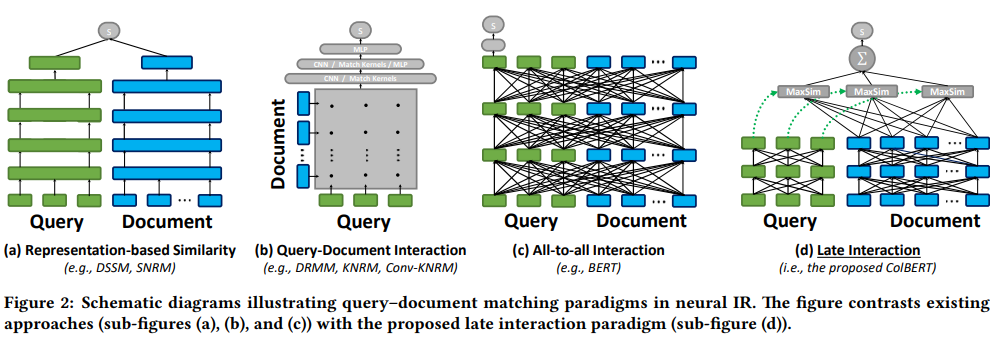 S
Query
Document
(a) Representation-based Similarity
(e.g., DSSM, SNRM)
S
MLP
CNN / Match Kernels / MLP
CNN / Match Kernels
Document
Query
(b) Query-Document Interaction
(e.g., DRMM, KNRM, Conv-KNRM)
S
Query
Document
(c) All-to-all Interaction
(e.g., BERT)
S
Σ
MaxSim
MaxSim
MaxSim
Query
Document
(d) Late Interaction
(i.e., the proposed ColBERT)
Figure 2: Schematic diagrams illustrating query–document matching paradigms in neural IR. The figure contrasts existing
approaches (sub-figures (a), (b), and (c)) with the proposed late interaction paradigm (sub-figure (d)).